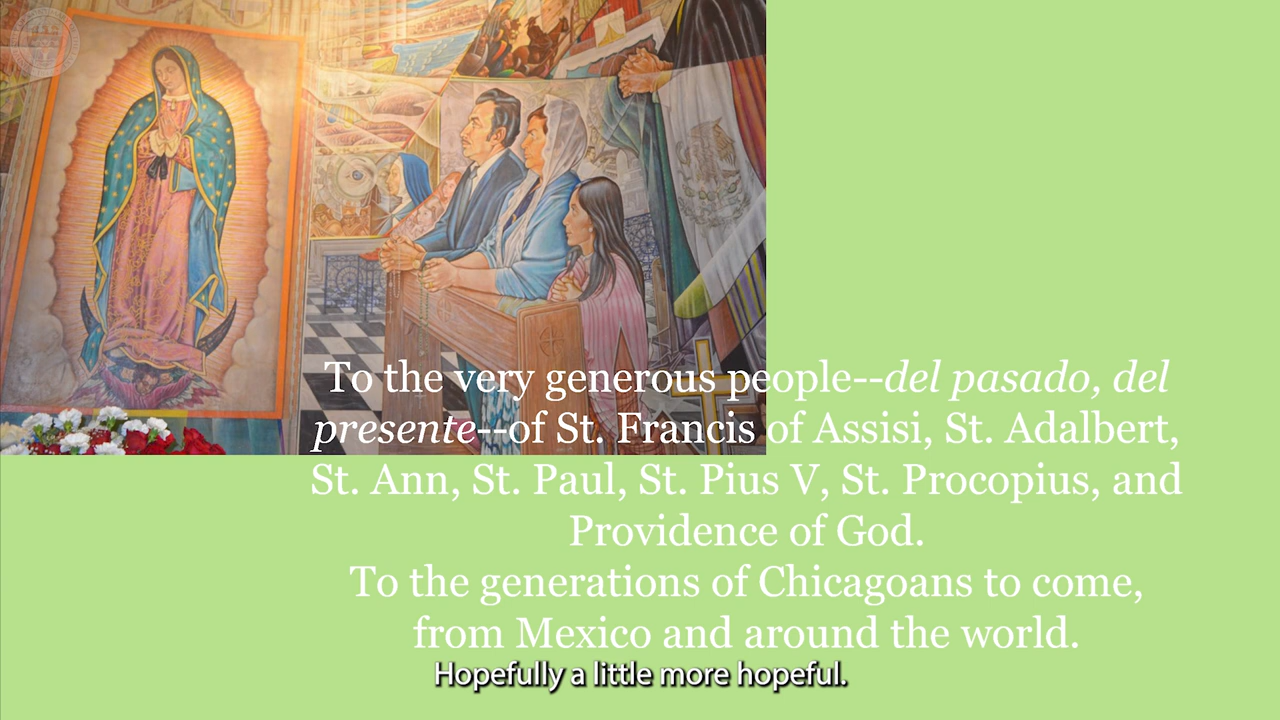 To the very generous people--del pasado, del
presente--of St. Francis of Assisi, St. Adalbert,
St. Ann, St. Paul, St. Pius V, St. Procopius, and
Providence of God.
To the generations of Chicagoans to come,
from Mexico and around the world.
Hopefully a little more hopeful.